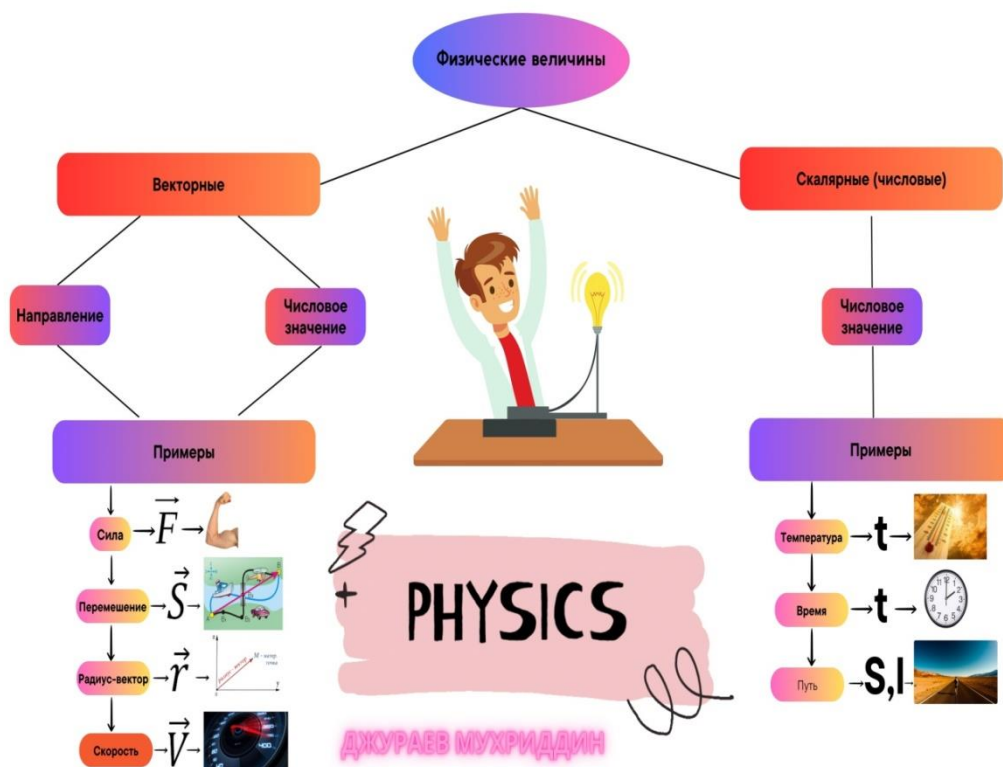 Физические величины
Векторные
Скалярные (числовые)
Направление
Числовое
значение
Числовое
значение
Примеры
Примеры
Сила
F
Температура
t
Перемешение
S
Время
t
Радиус-вектор
r
Путь
S,l
Скорость
V
PHYSICS
ДЖУРАЕВ МУХРИДДИН